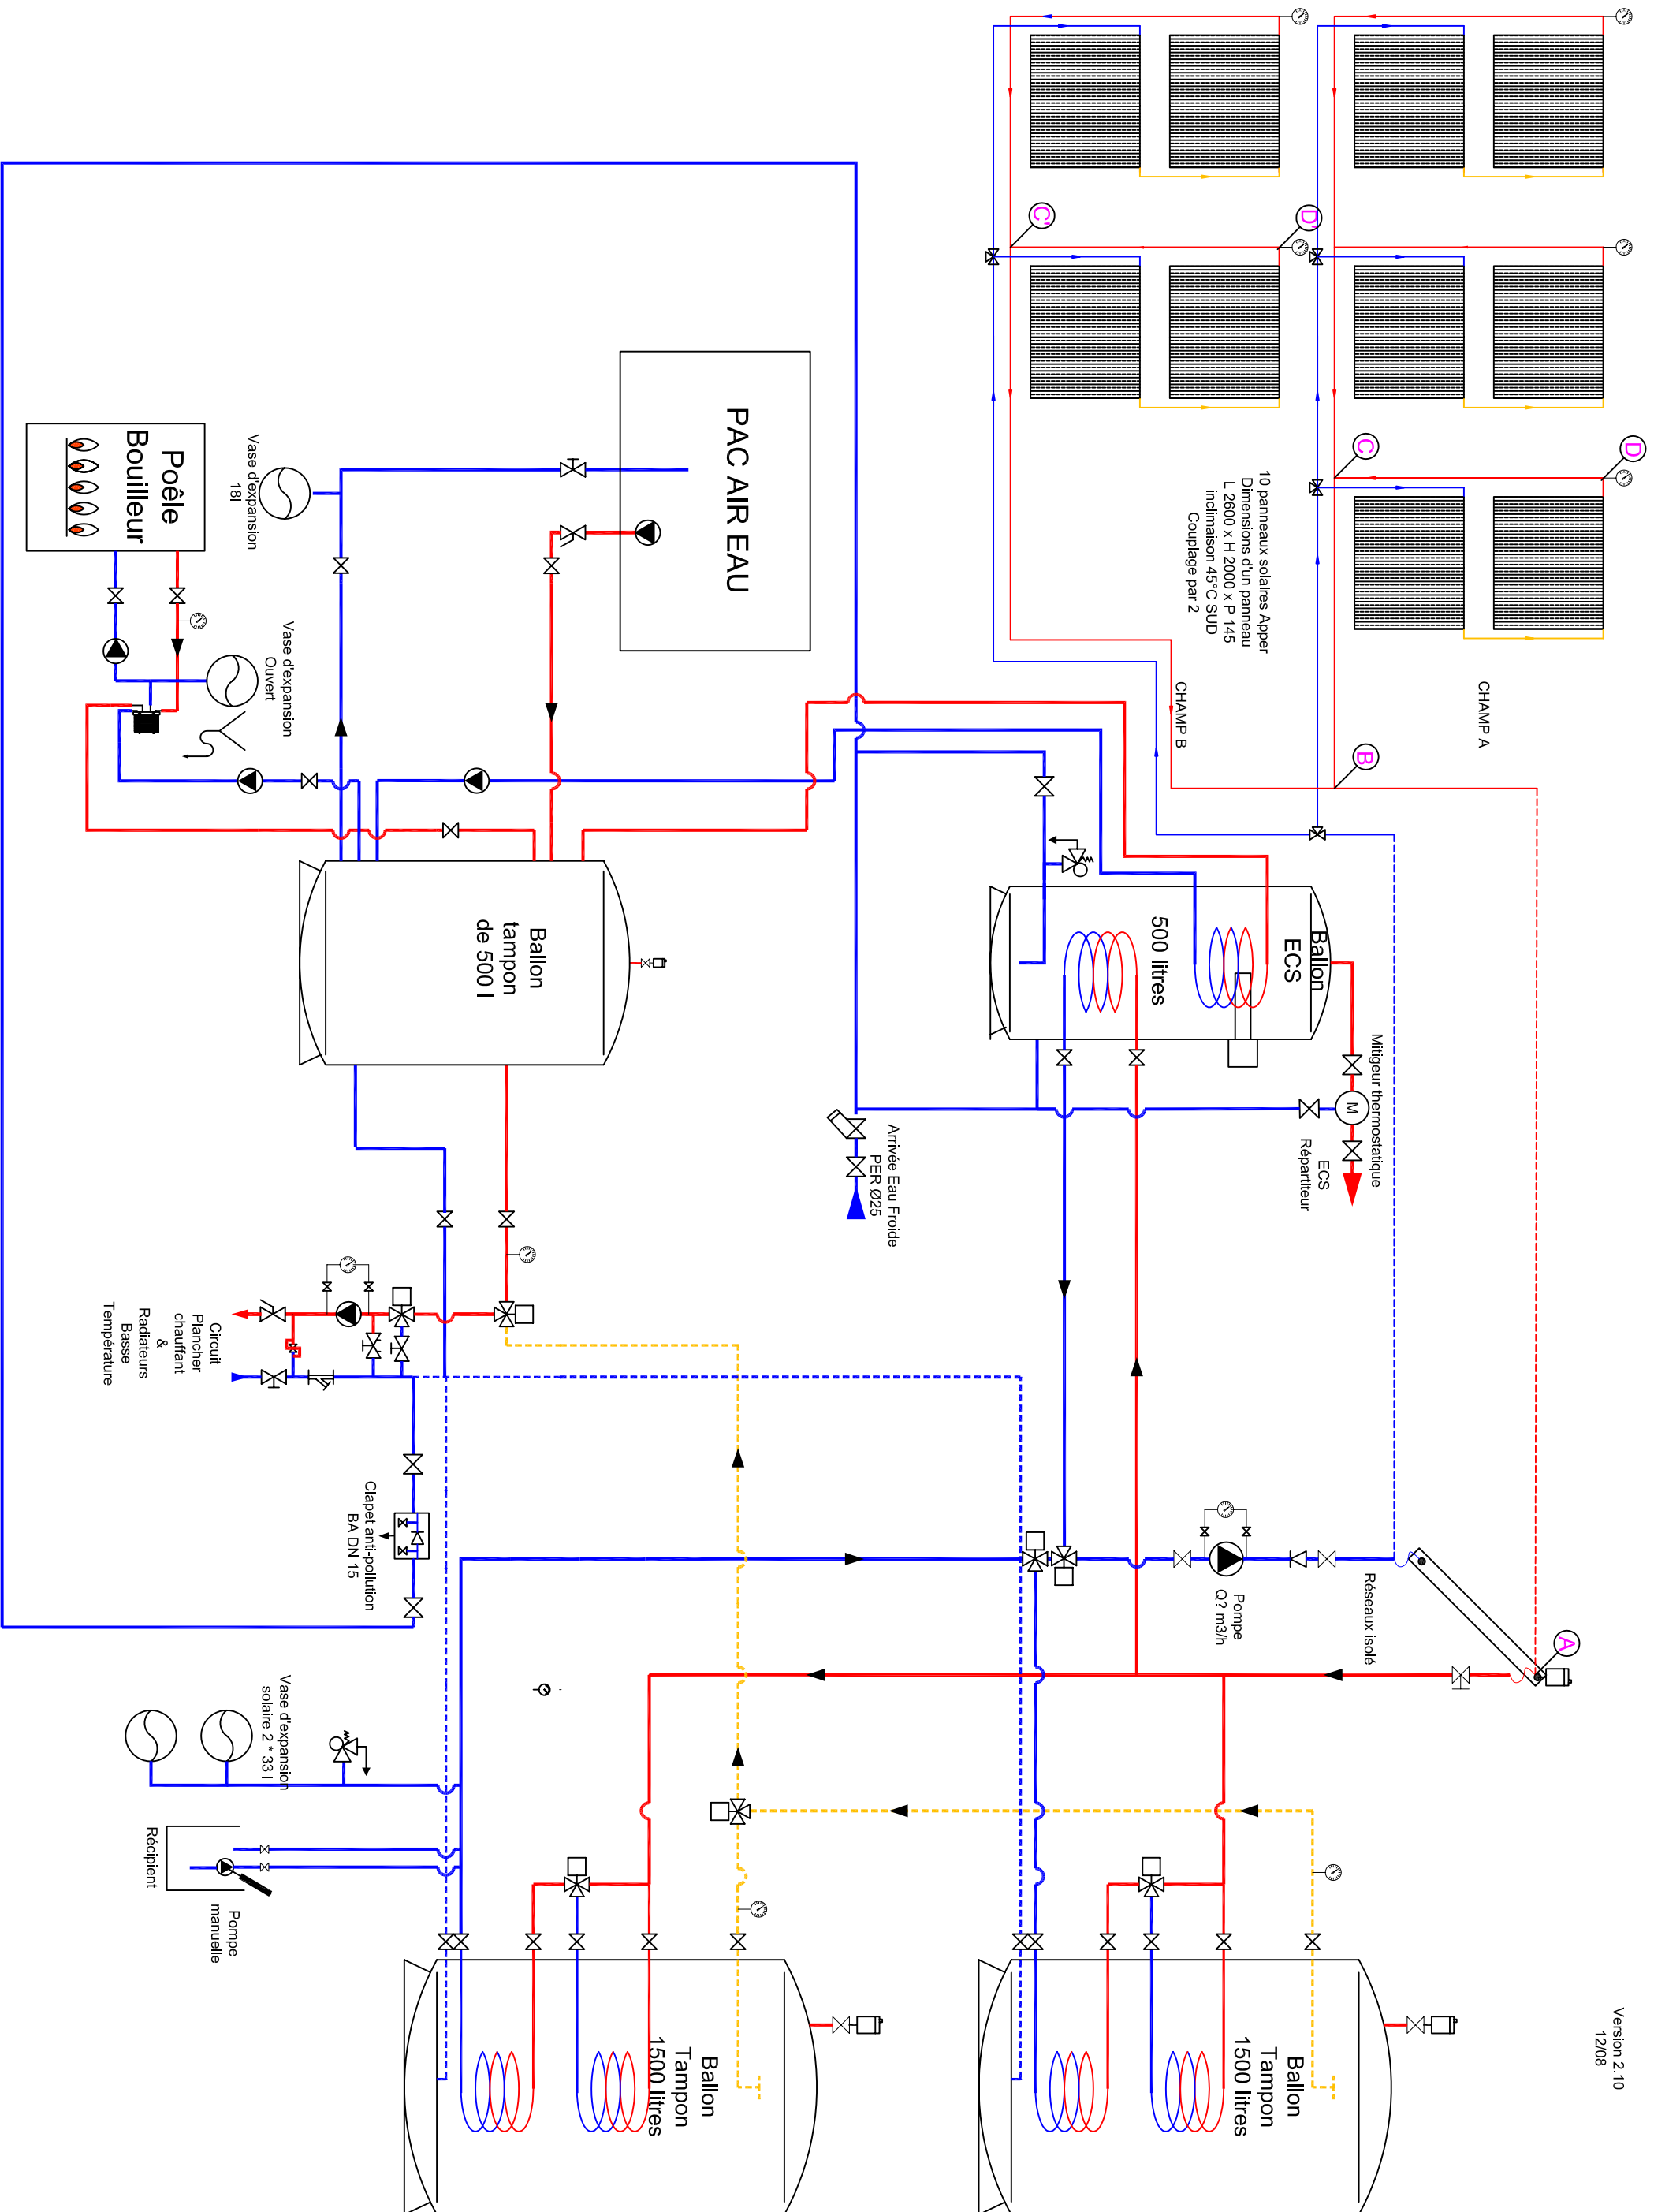 Version 2.10
12/08
D
C
D'
C'
B
A
CHAMP A
CHAMP B
10 panneaux solaires Apper
Dimensions d'un panneau
L 2600 x H 2000 x P 145
inclimaison 45°C SUD
Couplage par 2
Mitigeur thermostatique
M
ECS
Répartiteur
Ballon
ECS
500 litres
Réseaux isolé
Pompe
Q? m3/h
Ballon
Tampon
1500 litres
Arrivée Eau Froide
PER Ø25
PAC AIR EAU
Ballon
tampon
de 500 l
Ballon
Tampon
1500 litres
Vase d'expansion
18l
Vase d'expansion
Ouvert
Poêle
Bouilleur
Circuit
Plancher
chauffant
&
Radiateurs
Basse
Température
Clapet anti-pollution
BA DN 15
Vase d'expansion
solaire 2 * 33 l
Récipient
Pompe
manuelle